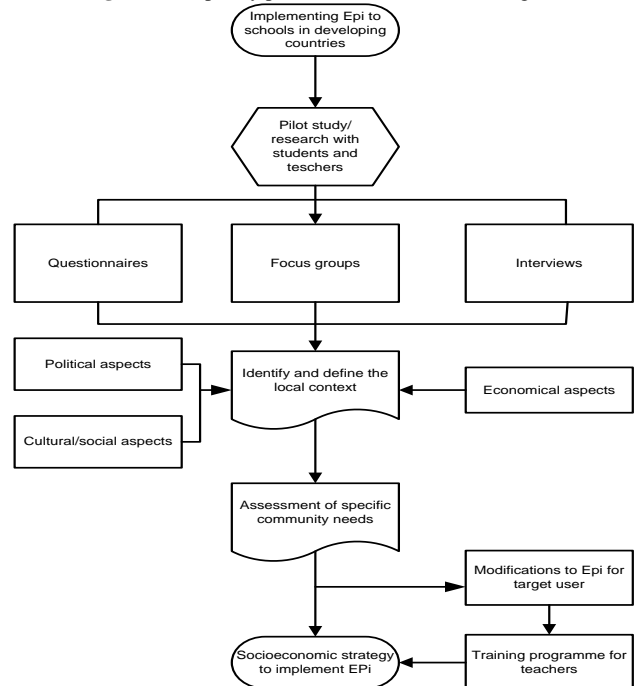 Implementing Epi to
schools in developing
countries
Pilot study/
research with
students and
teschers
Questionnaires
Focus groups
Interviews
Political aspects
Identify and define the
local context
Economical aspects
Cultural/social aspects
Assessment of specific
community needs
Modifications to Epi for
target user
Socioeconomic strategy
to implement EPi
Training programme for
teachers